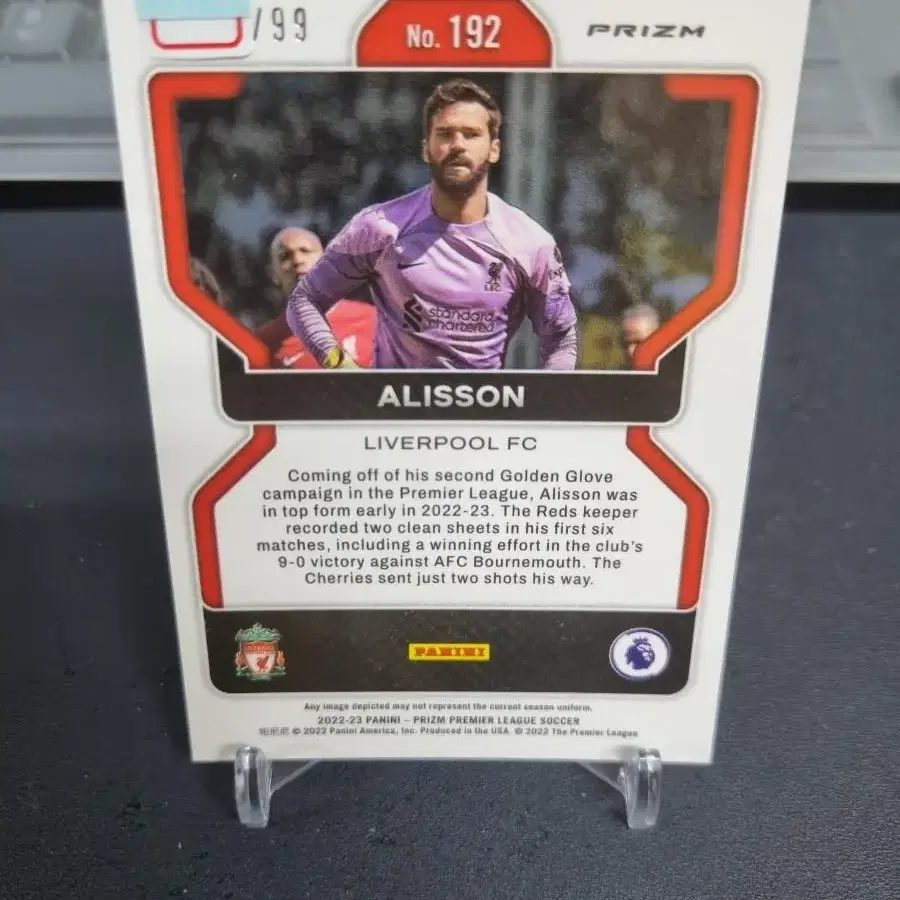 /99
No. 192
PRIZM
standard
chartered
L.F.C.
ALISSON
LIVERPOOL FC
Coming off of his second Golden Glove
campaign in the Premier League, Alisson was
in top form early in 2022-23. The Reds keeper
recorded two clean sheets in his first six
matches, including a winning effort in the club's
9-0 victory against AFC Bournemouth. The
Cherries sent just two shots his way.
PANINI
Any image depicted may not represent the current season uniform.
2022-23 PANINI – PRIZM PREMIER LEAGUE SOCCER
© 2022 Panini America, Inc. Produced in the USA. © 2022 The Premier League